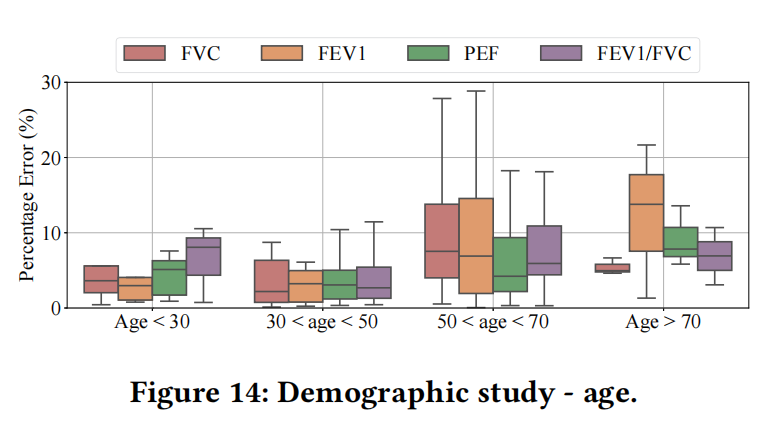 FVC FEV1 PEF FEV1/FVC
Percentage Error (%)
30
20
10
0
Age < 30 30 < age < 50 50 < age < 70 Age > 70
Figure 14: Demographic study - age.